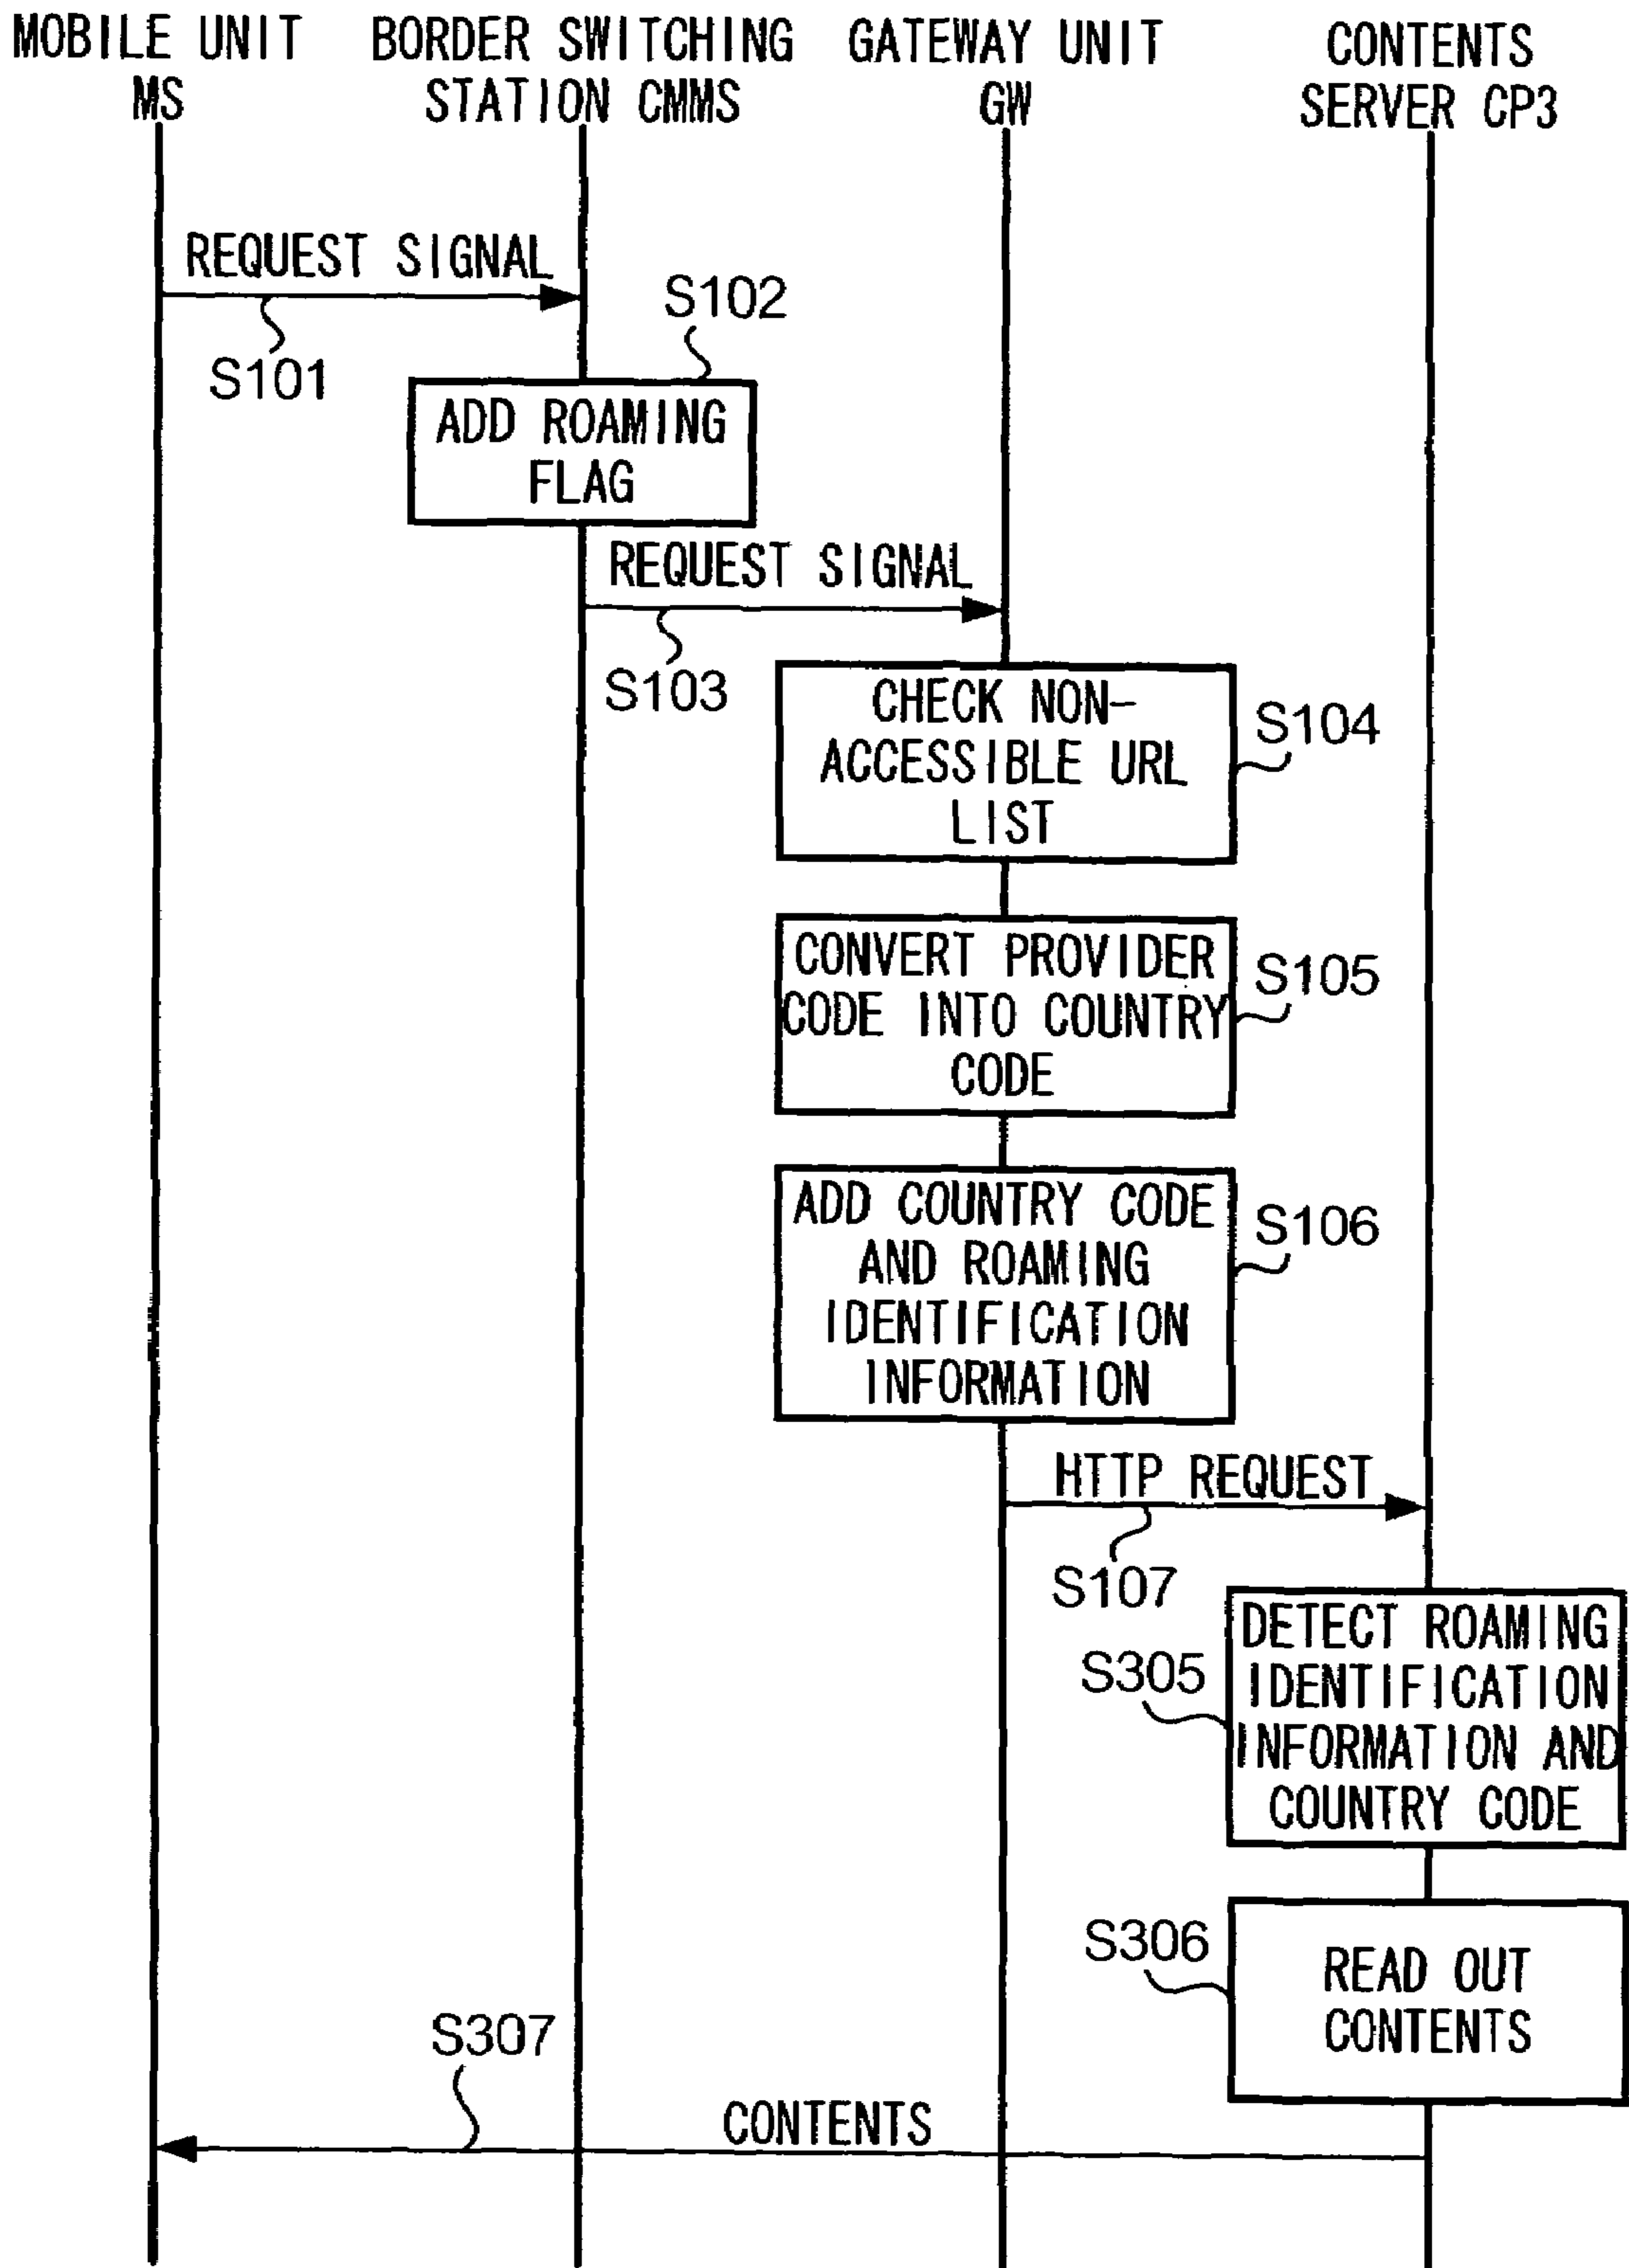 MOBILE UNIT
MS
BORDER SWITCHING
STATION CMMS
GATEWAY UNIT
GW
CONTENTS
SERVER CP3
REQUEST SIGNAL
S101
S102
ADD ROAMING
FLAG
REQUEST SIGNAL
S103
CHECK NON-
ACCESSIBLE URL
LIST
S104
CONVERT PROVIDER
CODE INTO COUNTRY
CODE
S105
ADD COUNTRY CODE
AND ROAMING
IDENTIFICATION
INFORMATION
S106
HTTP REQUEST
S107
DETECT ROAMING
IDENTIFICATION
INFORMATION AND
COUNTRY CODE
S305
S306
READ OUT
CONTENTS
S307
CONTENTS